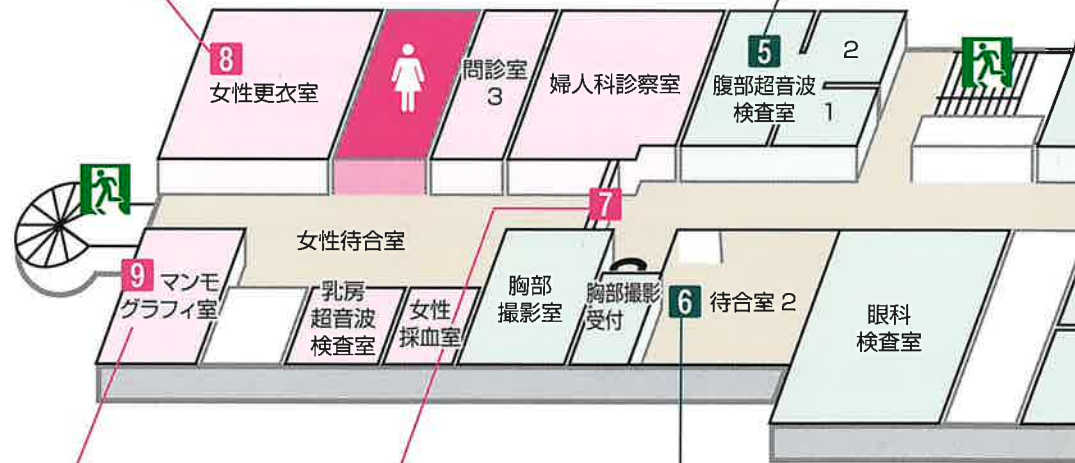 8
女性更衣室
問診室
3
婦人科診察室
5
腹部超音波
検査室
2
1
7
女性待合室
9
マンモ
グラフィ室
乳房
超音波
検査室
女性
採血室
胸部
撮影室
胸部撮影
受付
6
待合室 2
眼科
検査室